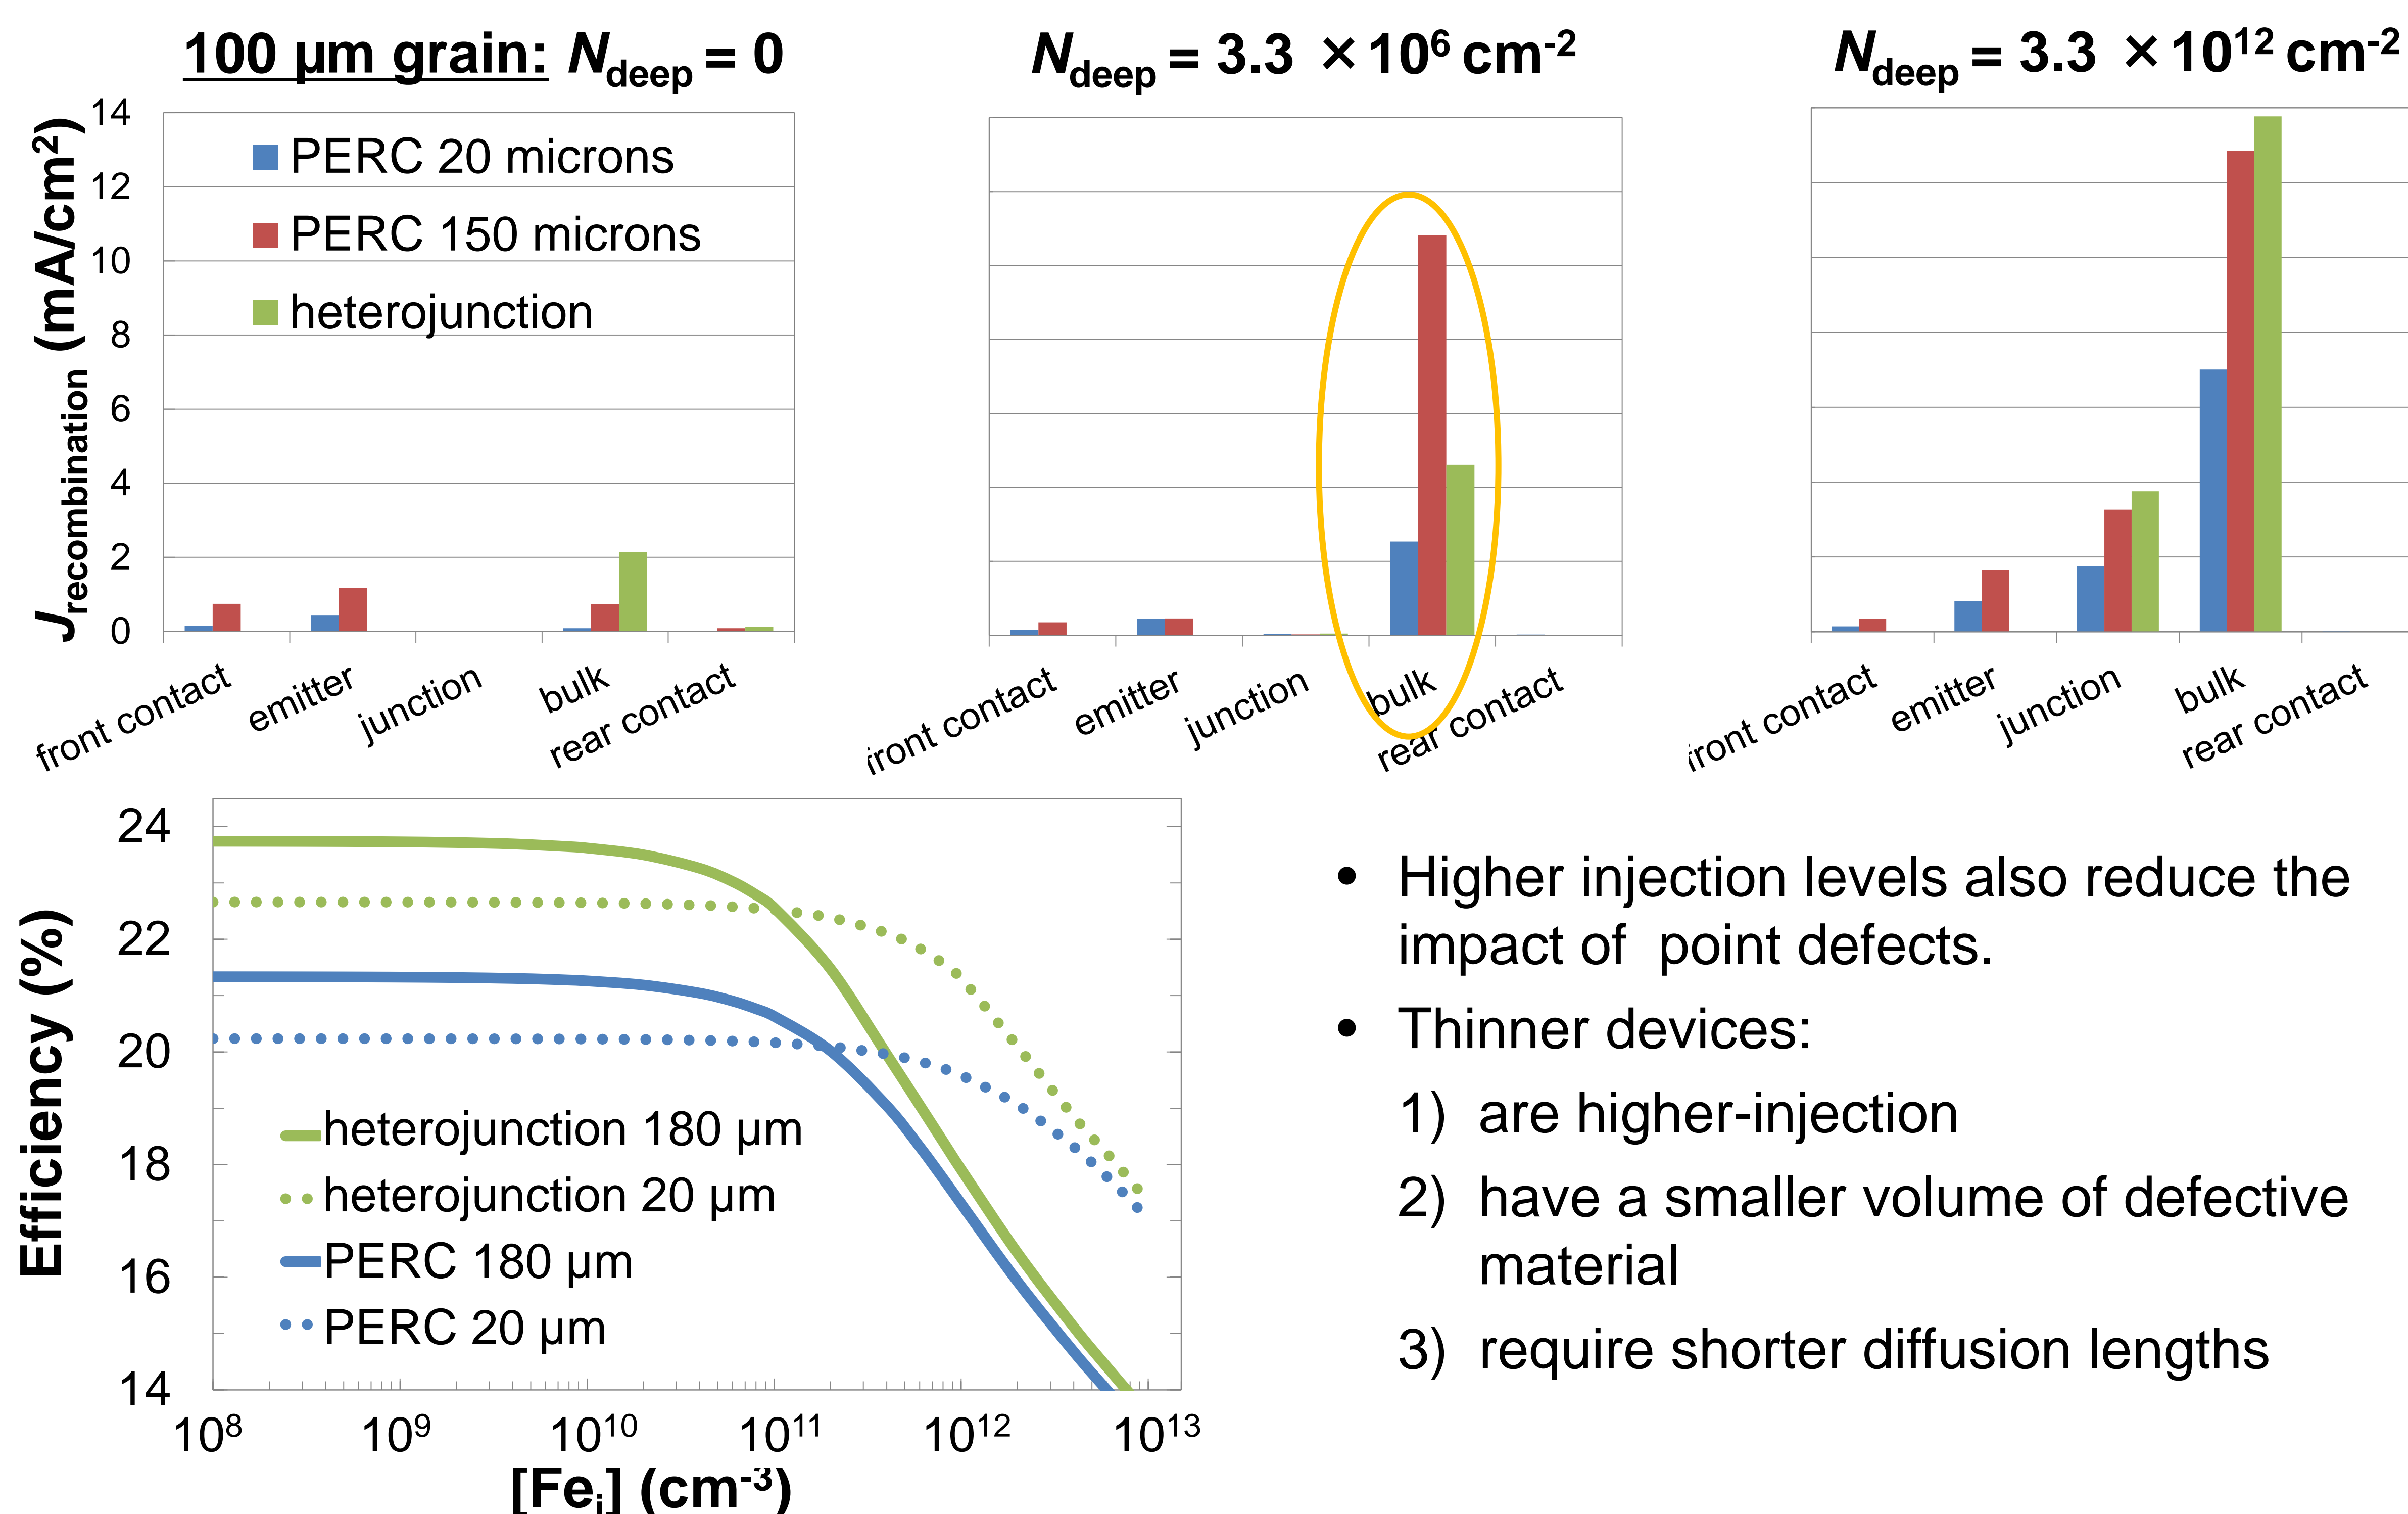 100 µm grain: Ndeep = 0
Ndeep = 3.3 ×10⁶ cm⁻²
Ndeep = 3.3 ×10¹² cm⁻²
Jrecombination (mA/cm²)
14
12
10
8
6
4
2
0
PERC 20 microns
PERC 150 microns
heterojunction
front contact
emitter
junction
bulk
rear contact
front contact
emitter
junction
bulk
rear contact
front contact
emitter
junction
bulk
rear contact
Efficiency (%)
24
22
20
18
16
14
heterojunction 180 µm
heterojunction 20 µm
PERC 180 µm
PERC 20 µm
10⁸
10⁹
10¹⁰
10¹¹
10¹²
10¹³
[Feᵢ] (cm⁻³)
• Higher injection levels also reduce the
impact of point defects.
• Thinner devices:
1) are higher-injection
2) have a smaller volume of defective
material
3) require shorter diffusion lengths